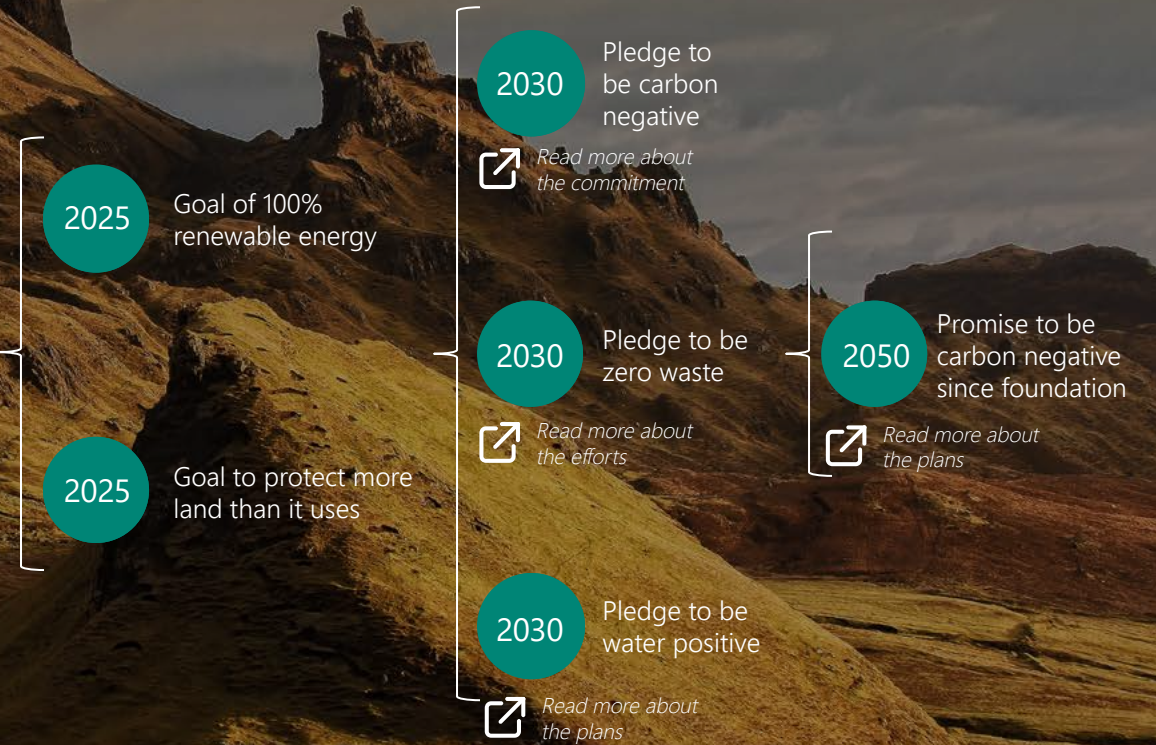 2025
Goal of 100%
renewable energy
2025
Goal to protect more
land than it uses
2030
Pledge to
be carbon
negative
Read more about
the commitment
2030
Pledge to be
zero waste
Read more about
the efforts
2030
Pledge to be
water positive
Read more about
the plans
2050
Promise to be
carbon negative
since foundation
Read more about
the plans